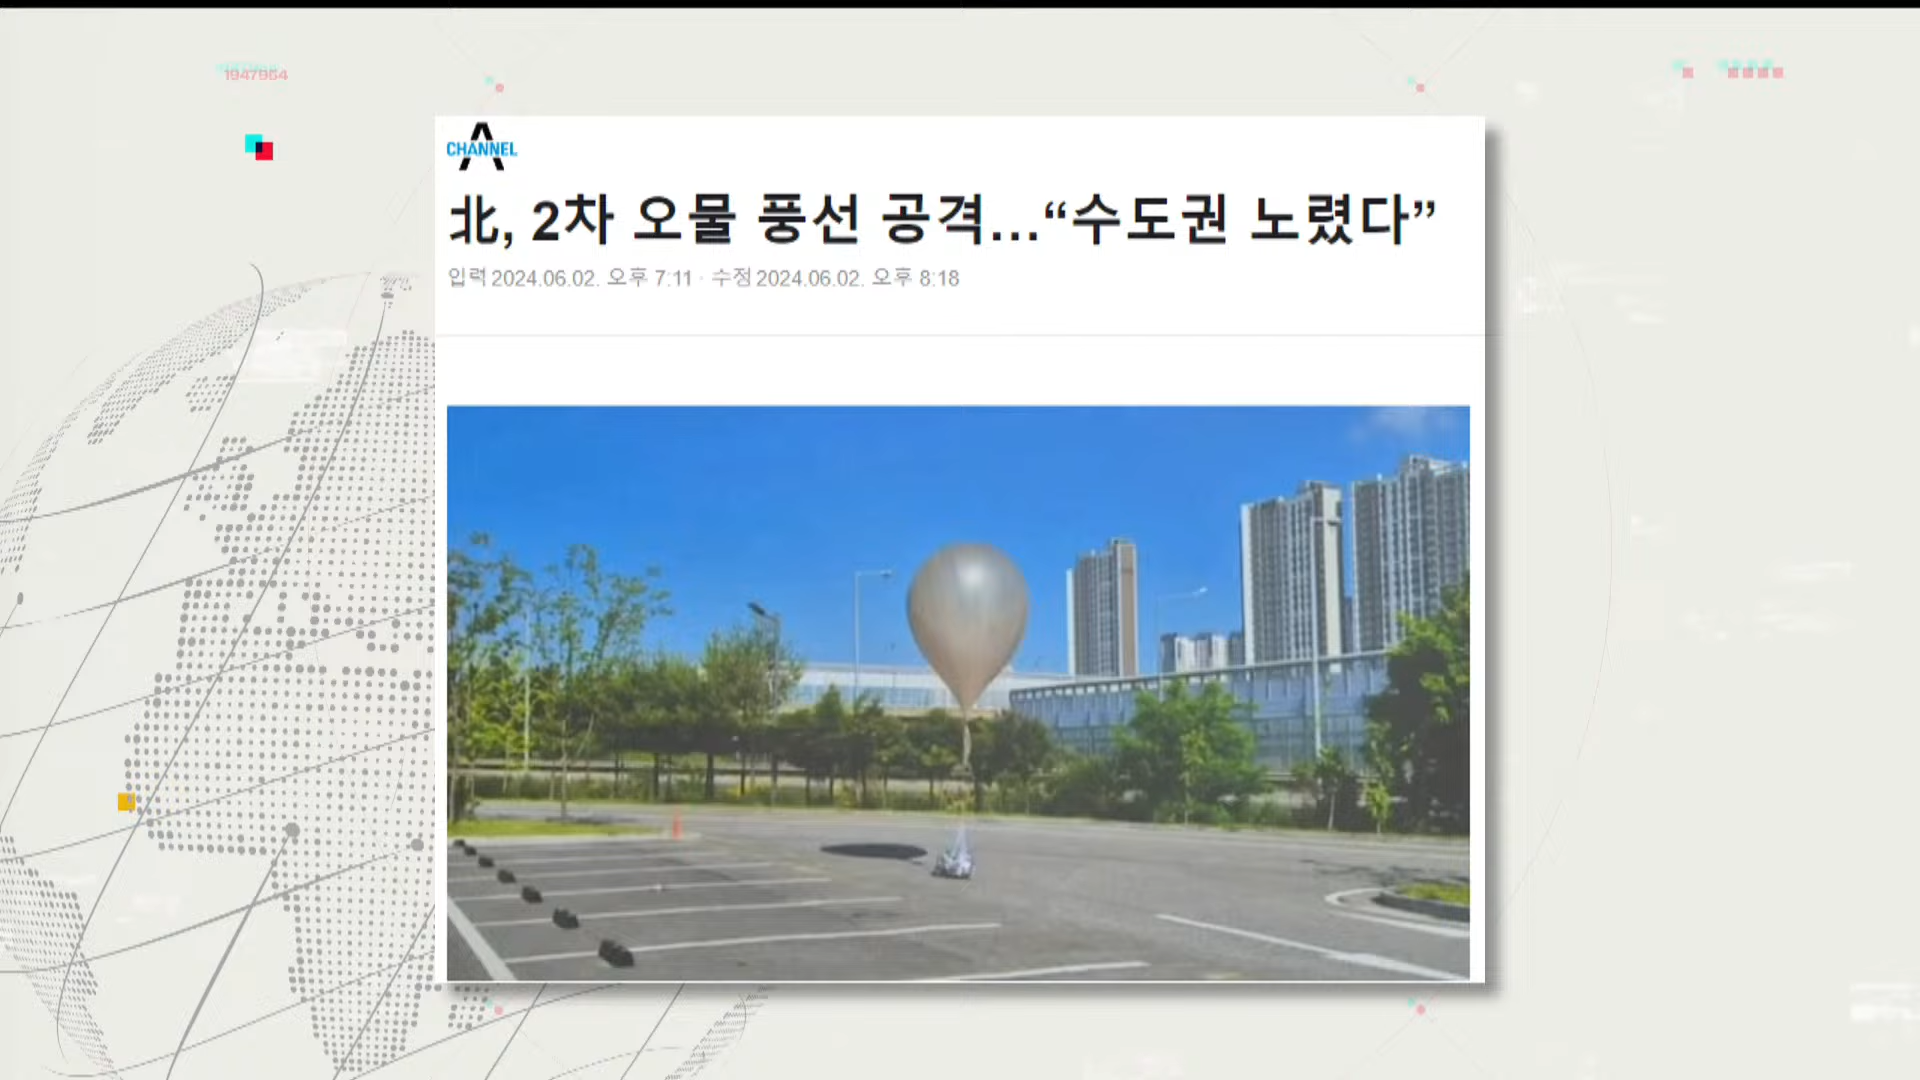 1947964
CHANNEL A
北, 2차 오물 풍선 공격…“수도권 노렸다”
입력 2024.06.02. 오후 7:11 · 수정 2024.06.02. 오후 8:18